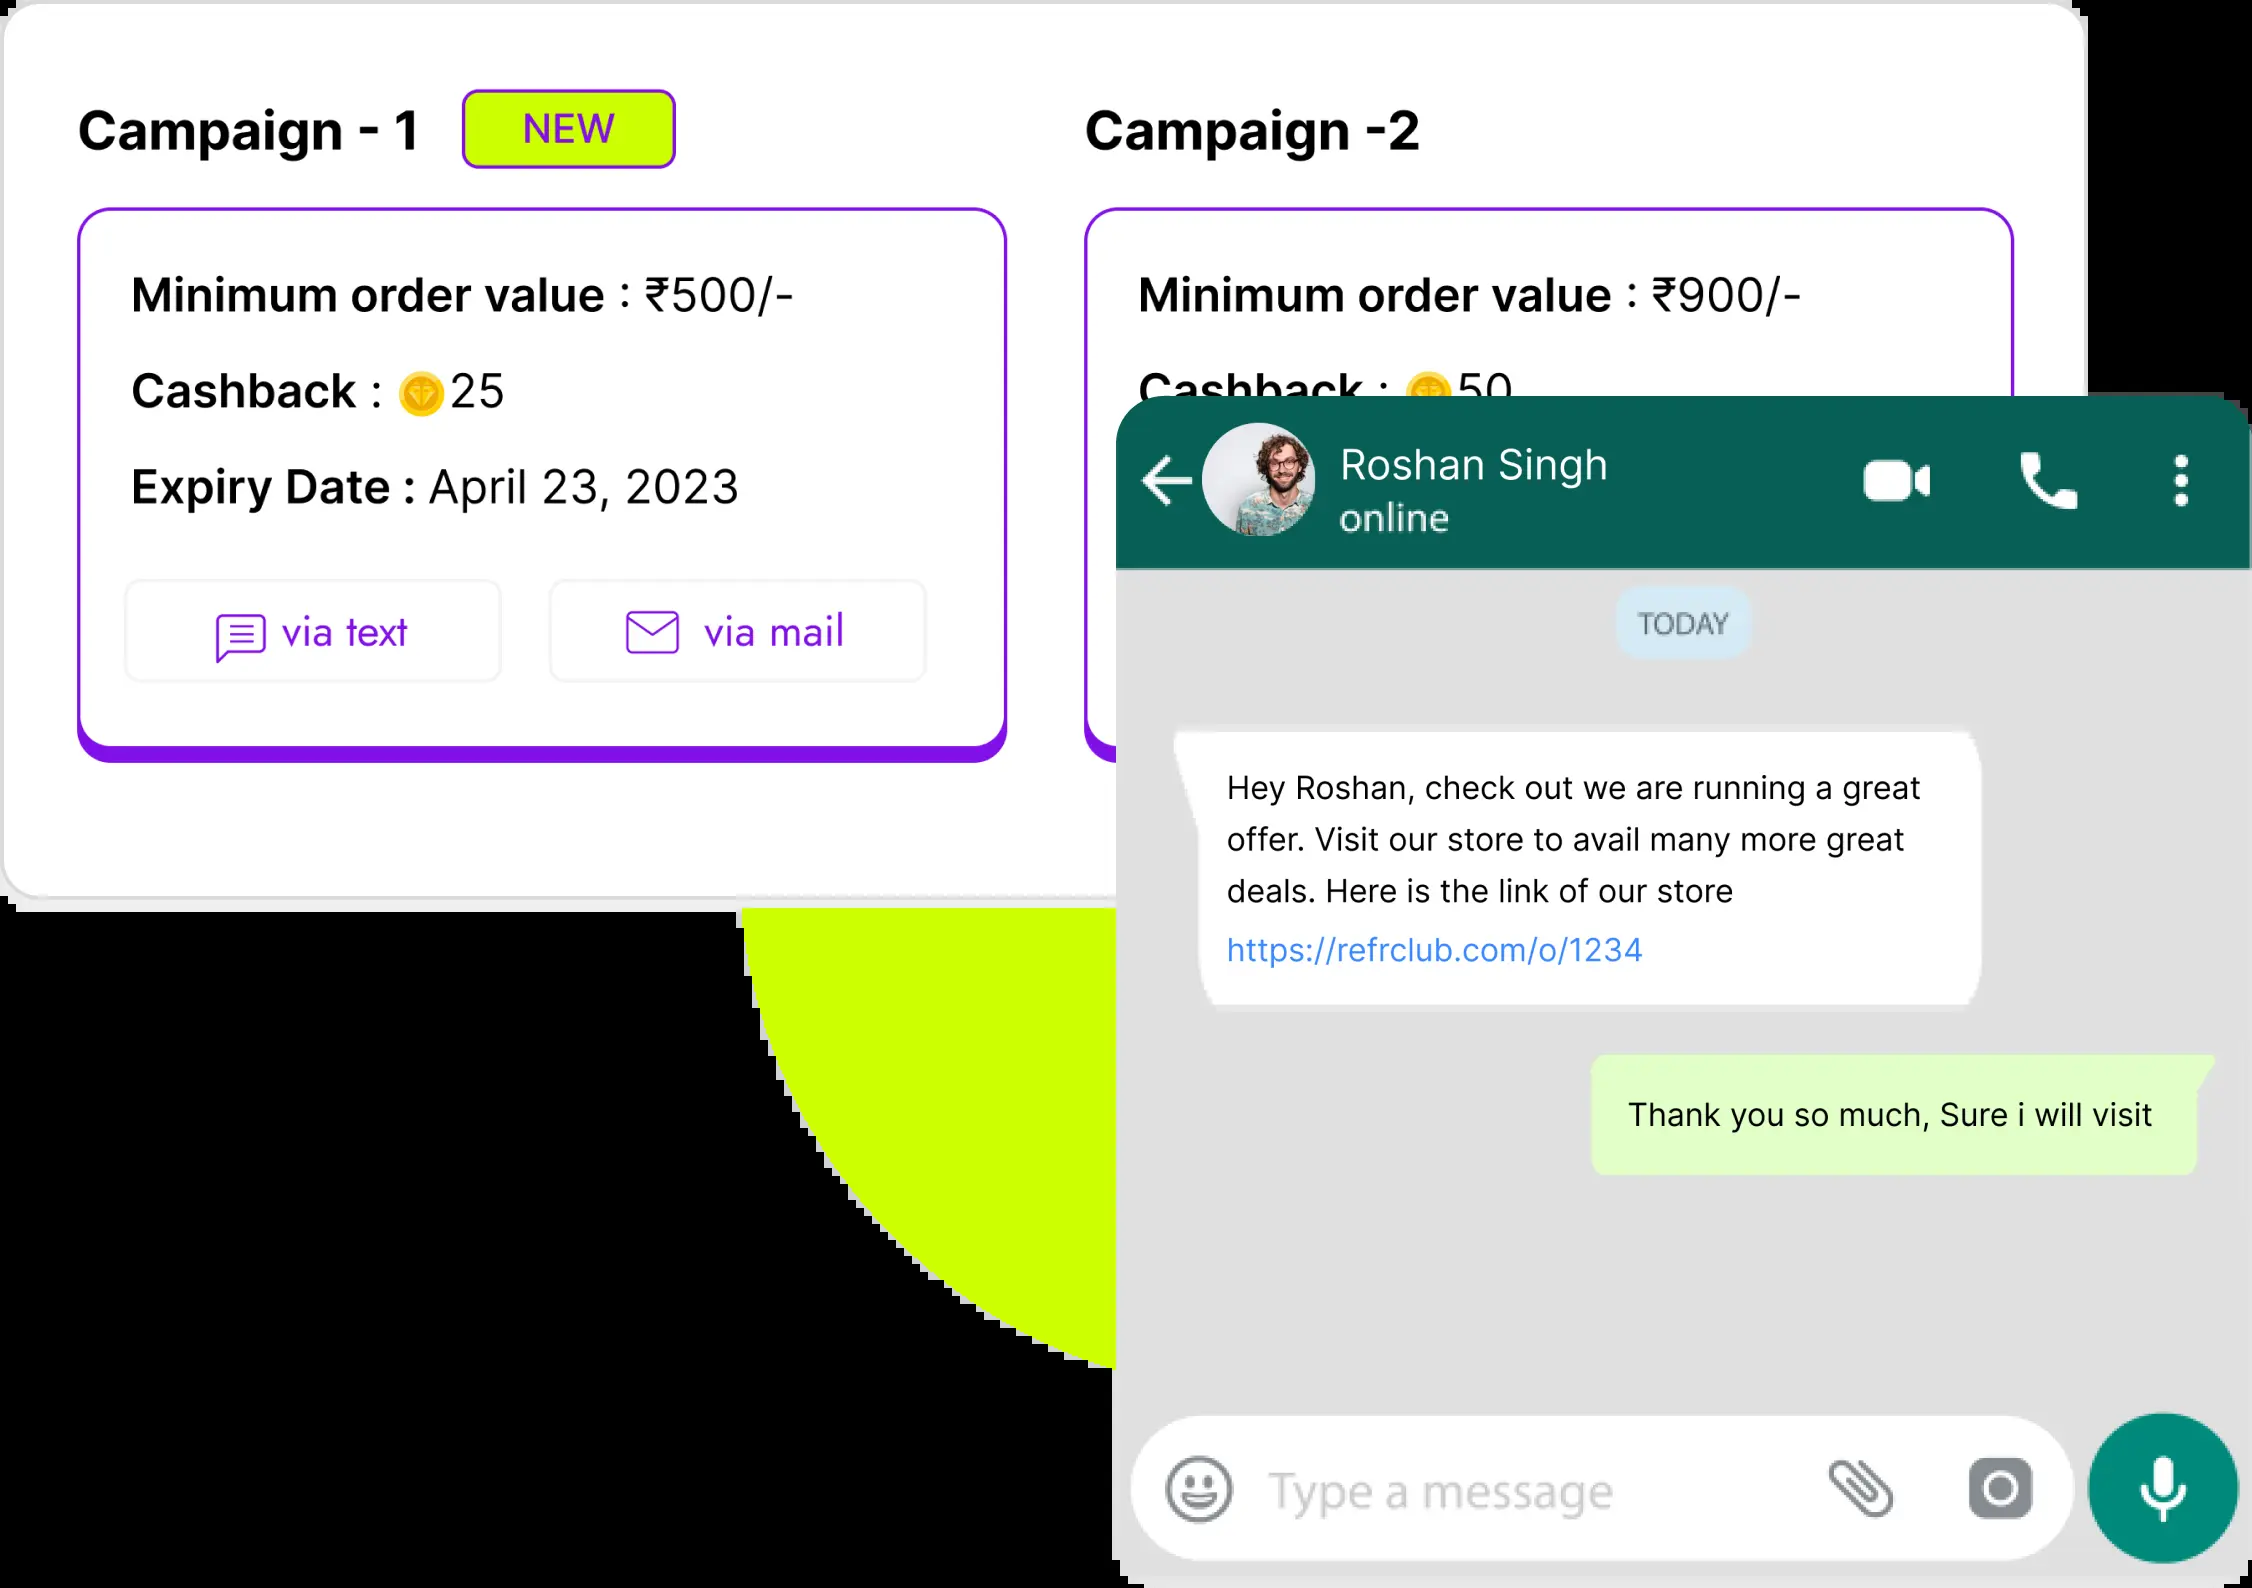 Campaign - 1
NEW
Minimum order value : ₹500/-
Cashback : 25
Expiry Date : April 23, 2023
via text
via mail
Campaign -2
Minimum order value : ₹900/-
Cashback : 50
Roshan Singh
online
TODAY
Hey Roshan, check out we are running a great
offer. Visit our store to avail many more great
deals. Here is the link of our store
https://refrclub.com/o/1234
Thank you so much, Sure i will visit
Type a message